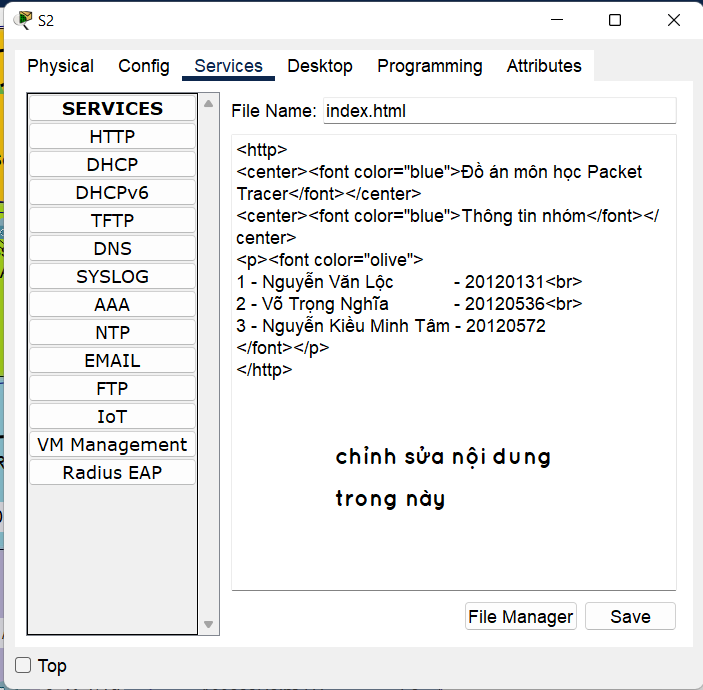 S2
Physical Config Services Desktop Programming Attributes
SERVICES
HTTP
DHCP
DHCPv6
TFTP
DNS
SYSLOG
AAA
NTP
EMAIL
FTP
IoT
VM Management
Radius EAP
File Name: index.html
<http>
<center><font color="blue">Đồ án môn học Packet
Tracer</font></center>
<center><font color="blue">Thông tin nhóm</font></
center>
<p><font color="olive">
1 - Nguyễn Văn Lộc - 20120131<br>
2 - Võ Trọng Nghĩa - 20120536<br>
3 - Nguyễn Kiều Minh Tâm - 20120572
</font></p>
</http>
chỉnh sửa nội dung
trong này
File Manager Save
Top